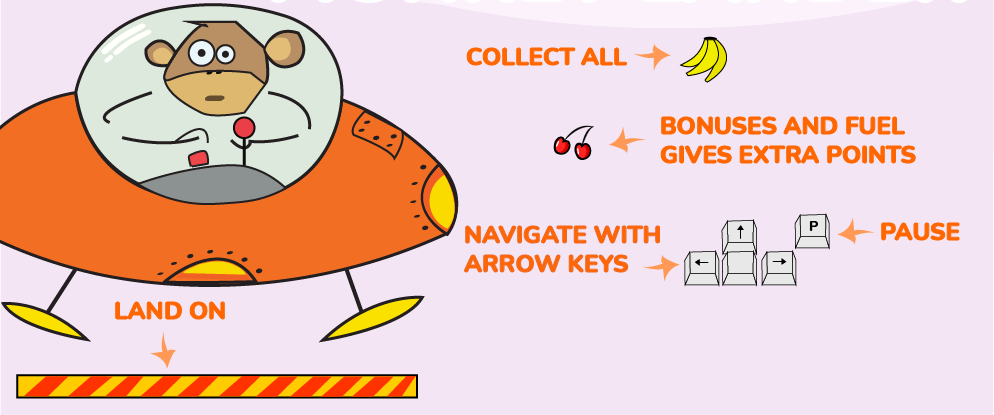 COLLECT ALL
BONUSES AND FUEL
GIVES EXTRA POINTS
NAVIGATE WITH
ARROW KEYS
P
PAUSE
LAND ON